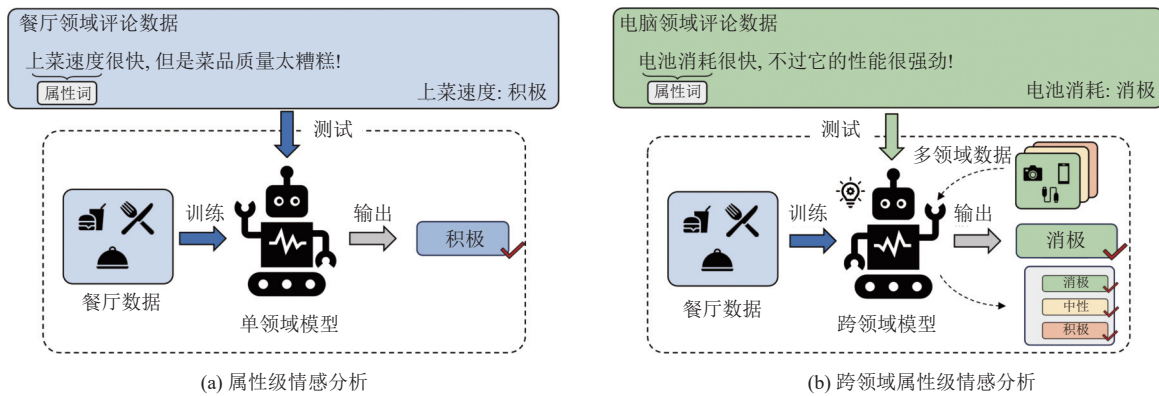 餐厅领域评论数据
上菜速度很快, 但是菜品质量太糟糕!
属性词
上菜速度: 积极
测试
训练
输出
积极
餐厅数据
单领域模型
(a) 属性级情感分析
电脑领域评论数据
电池消耗很快, 不过它的性能很强劲!
属性词
电池消耗: 消极
测试
多领域数据
训练
输出
消极
消极
中性
积极
餐厅数据
跨领域模型
(b) 跨领域属性级情感分析